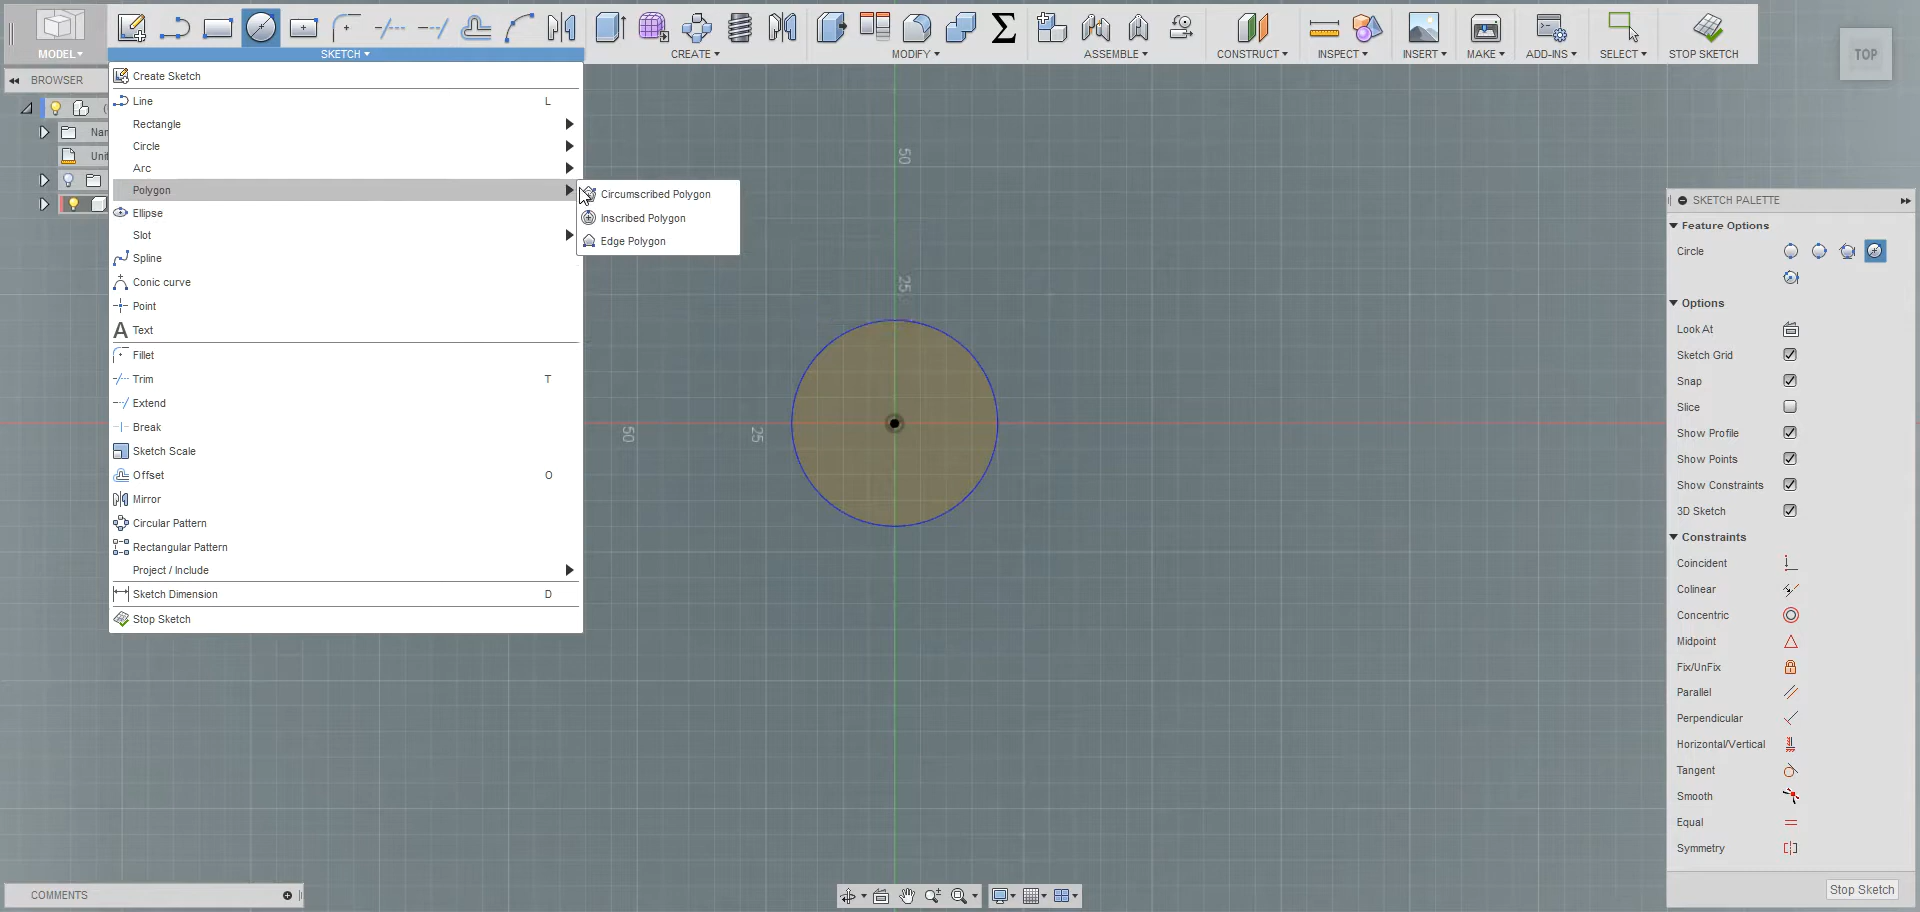 MODEL
SKETCH
CREATE
MODIFY
ASSEMBLE
CONSTRUCT
INSPECT
INSERT
MAKE
ADD-INS
SELECT
STOP SKETCH
TOP
BROWSER
Nam
Unit
Create Sketch
Line L
Rectangle
Circle
Arc
Polygon
Ellipse
Slot
Spline
Conic curve
Point
Text
Fillet
Trim T
Extend
Break
Sketch Scale
Offset O
Mirror
Circular Pattern
Rectangular Pattern
Project / Include
Sketch Dimension D
Stop Sketch
Circumscribed Polygon
Inscribed Polygon
Edge Polygon
50
25
50
25
SKETCH PALETTE
Feature Options
Circle
Options
Look At
Sketch Grid
Snap
Slice
Show Profile
Show Points
Show Constraints
3D Sketch
Constraints
Coincident
Colinear
Concentric
Midpoint
Fix/UnFix
Parallel
Perpendicular
Horizontal/Vertical
Tangent
Smooth
Equal
Symmetry
Stop Sketch
COMMENTS